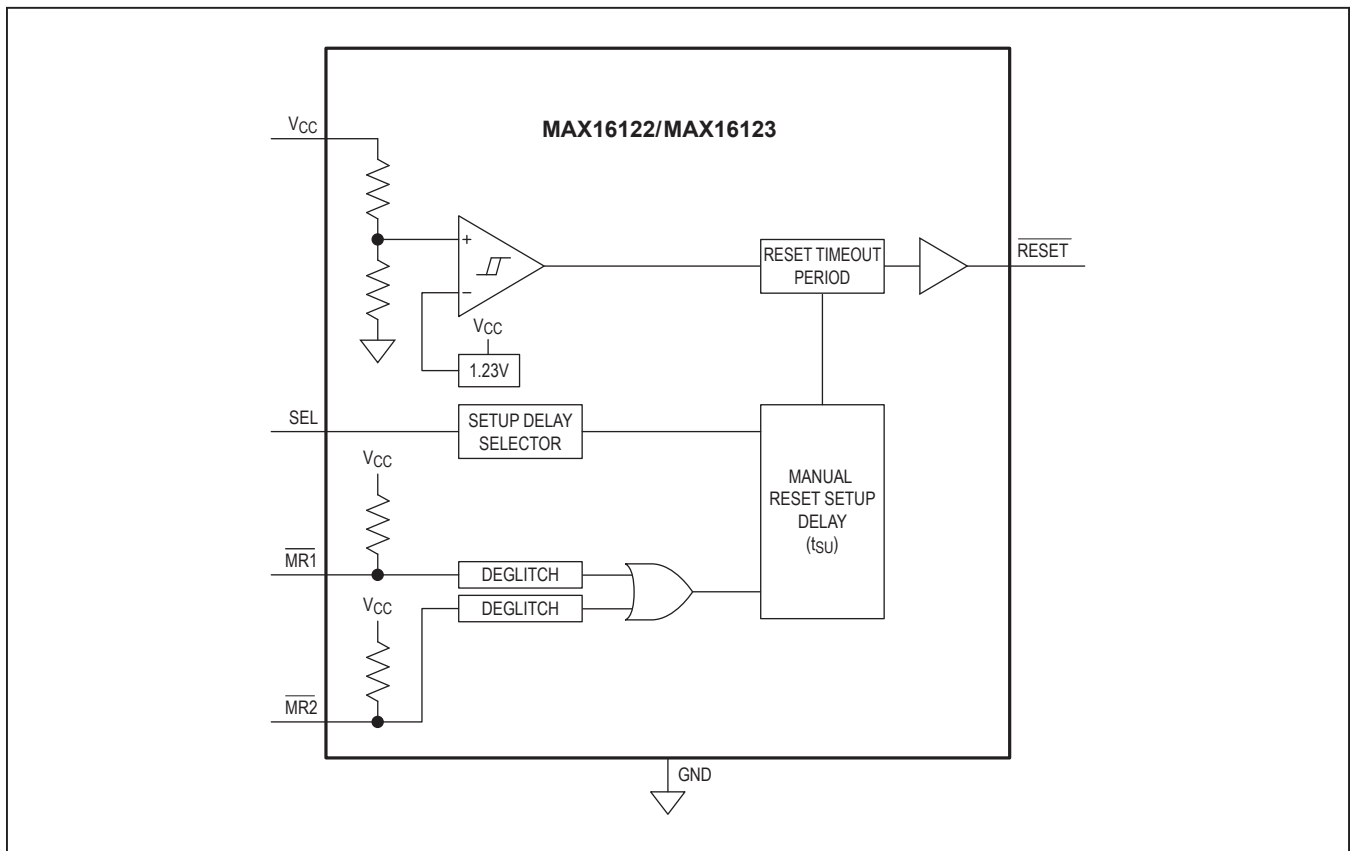 MAX16122/MAX16123
VCC
+
−
VCC
1.23V
RESET TIMEOUT
PERIOD
RESET
SEL
SETUP DELAY
SELECTOR
VCC
MR1
DEGLITCH
DEGLITCH
MANUAL
RESET SETUP
DELAY
(tSU)
VCC
MR2
GND